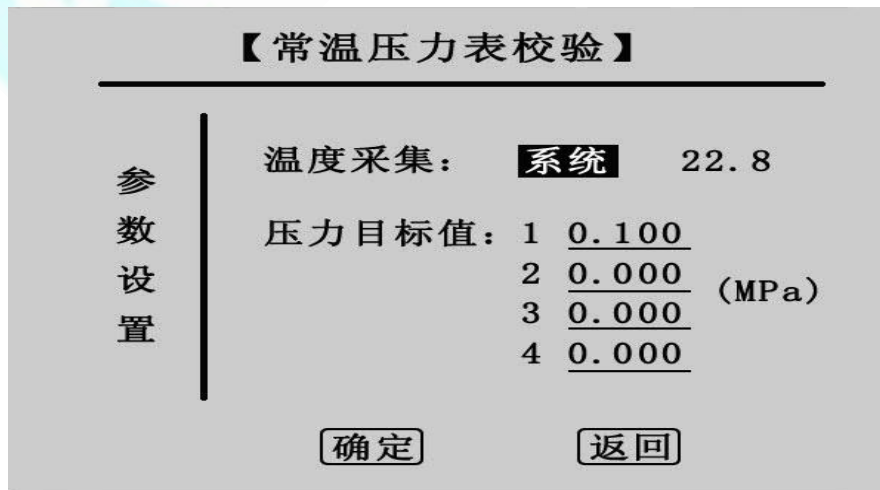 【常温压力表校验】
参数设置
温度采集： 系统 22.8
压力目标值： 1 0.100
2 0.000
(MPa)
3 0.000
4 0.000
确定 返回